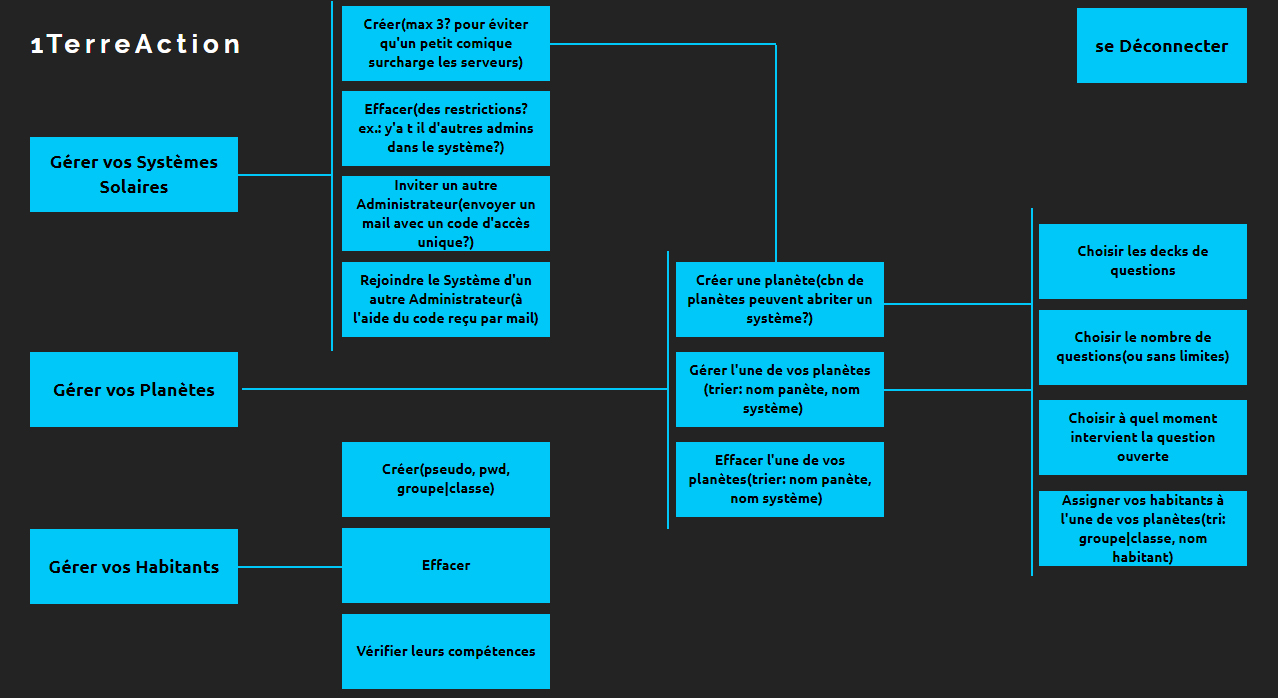 1TerreAction
Créer(max 3? pour éviter
qu'un petit comique
surcharge les serveurs)
se Déconnecter
Effacer(des restrictions?
ex.: y'a t il d'autres admins
dans le système?)
Gérer vos Systèmes
Solaires
Inviter un autre
Administrateur(envoyer un
mail avec un code d'accès
unique?)
Rejoindre le Système d'un
autre Administrateur(à
l'aide du code reçu par mail)
Créer une planète(cbn de
planètes peuvent abriter un
système?)
Choisir les decks de
questions
Choisir le nombre de
questions(ou sans limites)
Gérer vos Planètes
Gérer l'une de vos planètes
(trier: nom panète, nom
système)
Choisir à quel moment
intervient la question
ouverte
Effacer l'une de vos
planètes(trier: nom panète,
nom système)
Assigner vos habitants à
l'une de vos planètes(tri:
groupe|classe, nom
habitant)
Créer(pseudo, pwd,
groupe|classe)
Gérer vos Habitants
Effacer
Vérifier leurs compétences